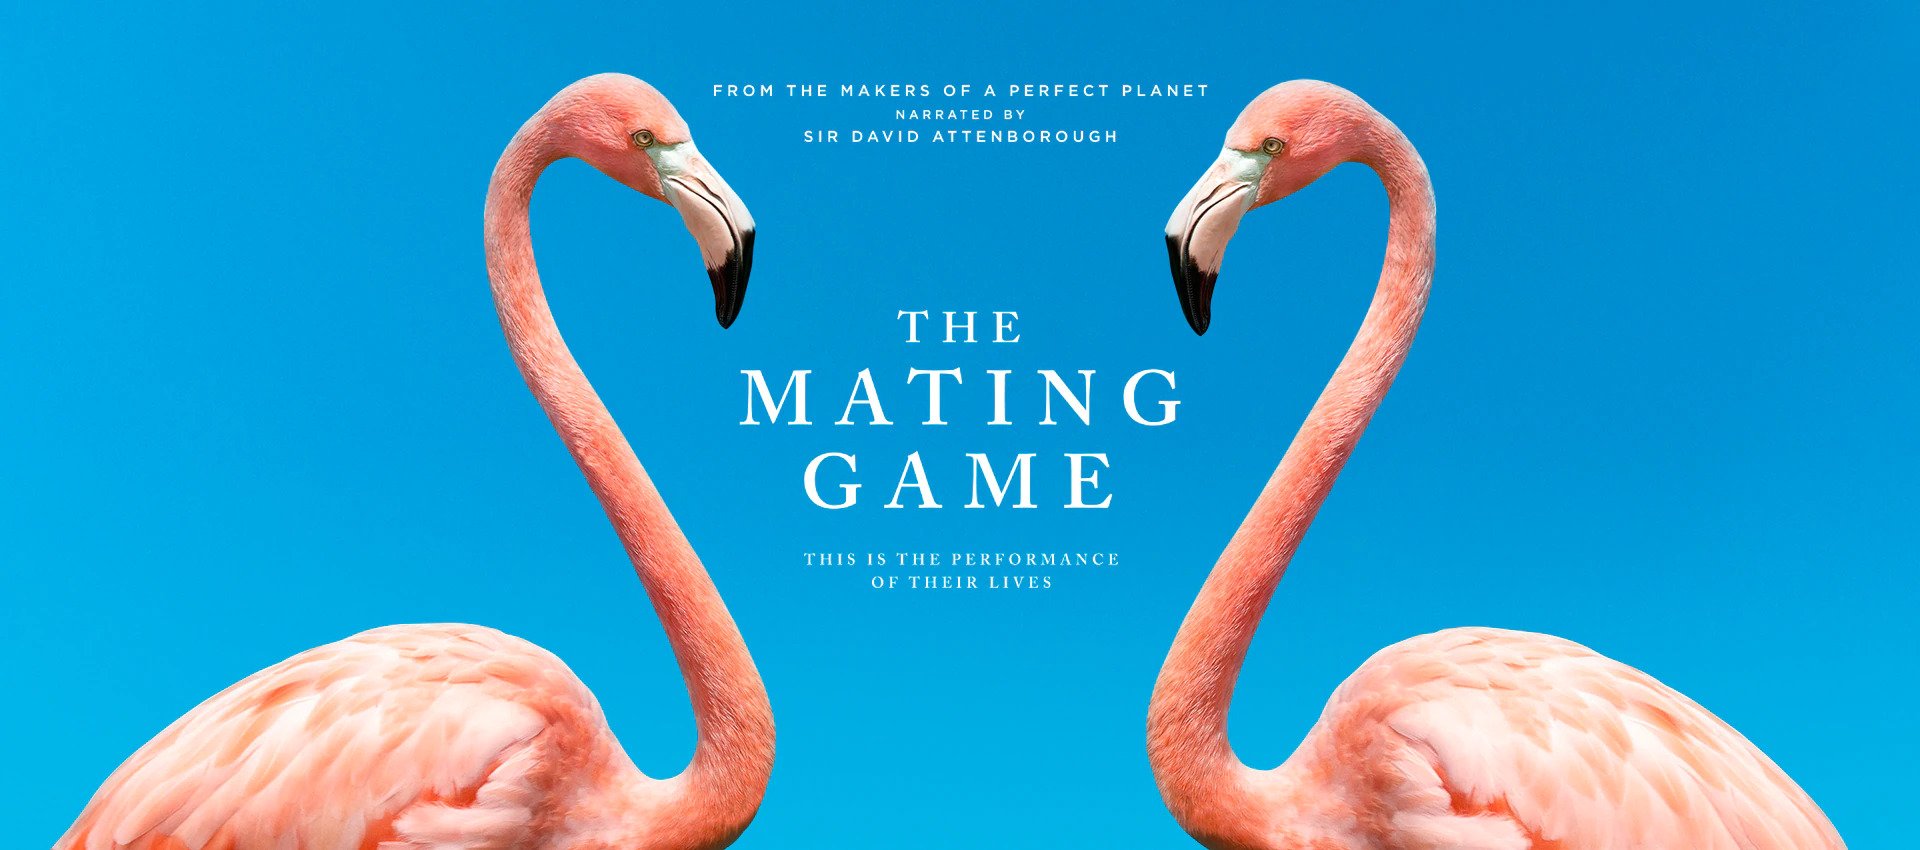 FROM THE MAKERS OF A PERFECT PLANET
NARRATED BY
SIR DAVID ATTENBOROUGH
THE
MATING
GAME
THIS IS THE PERFORMANCE
OF THEIR LIVES